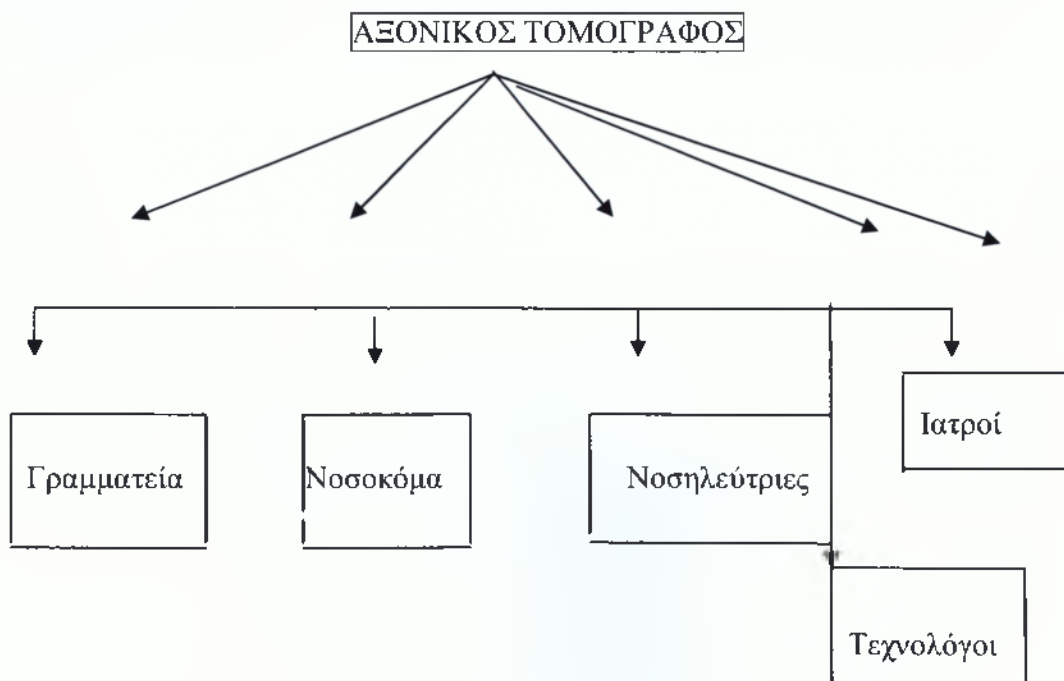 ΑΞΟΝΙΚΟΣ ΤΟΜΟΓΡΑΦΟΣ
Ιατροί
Γραμματεία
Νοσοκόμα
Νοσηλεύτριες
Τεχνολόγοι